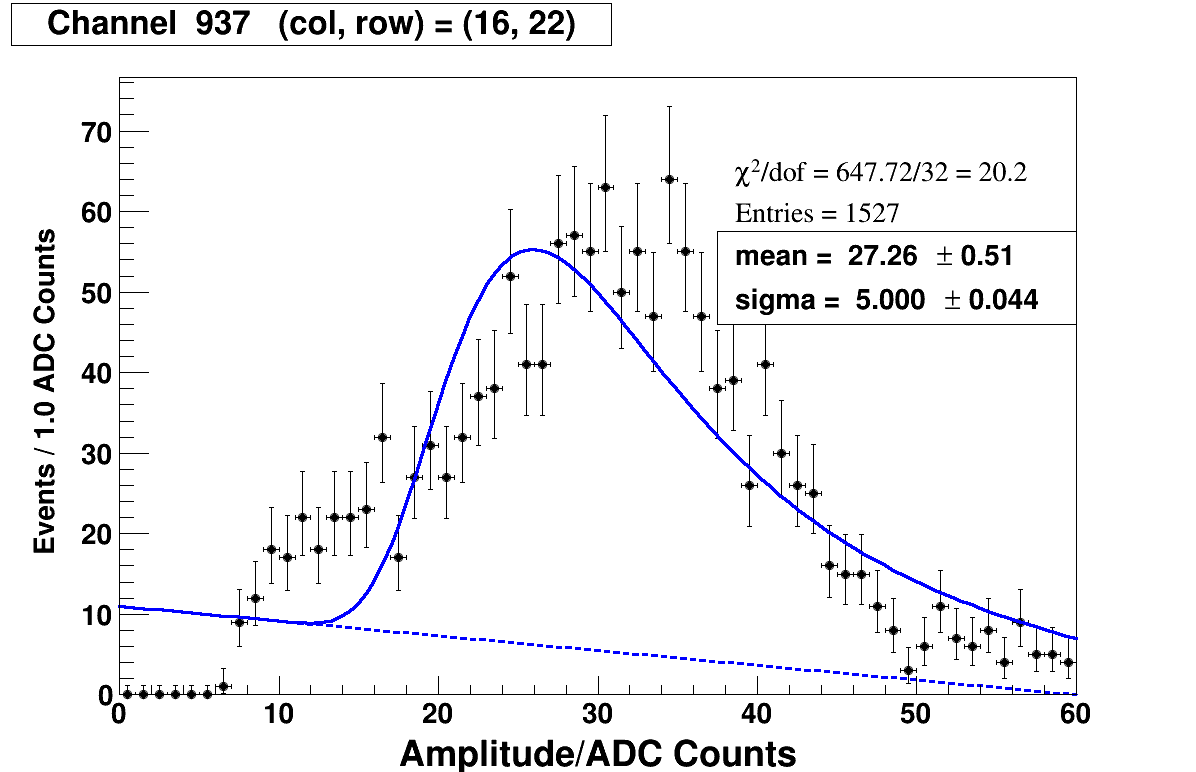 Channel 937 (col, row) = (16, 22)
χ²/dof = 647.72/32 = 20.2
Entries = 1527
mean = 27.26 ± 0.51
sigma = 5.000 ± 0.044
Events / 1.0 ADC Counts
70
60
50
40
30
20
10
0
0 10 20 30 40 50 60
Amplitude/ADC Counts